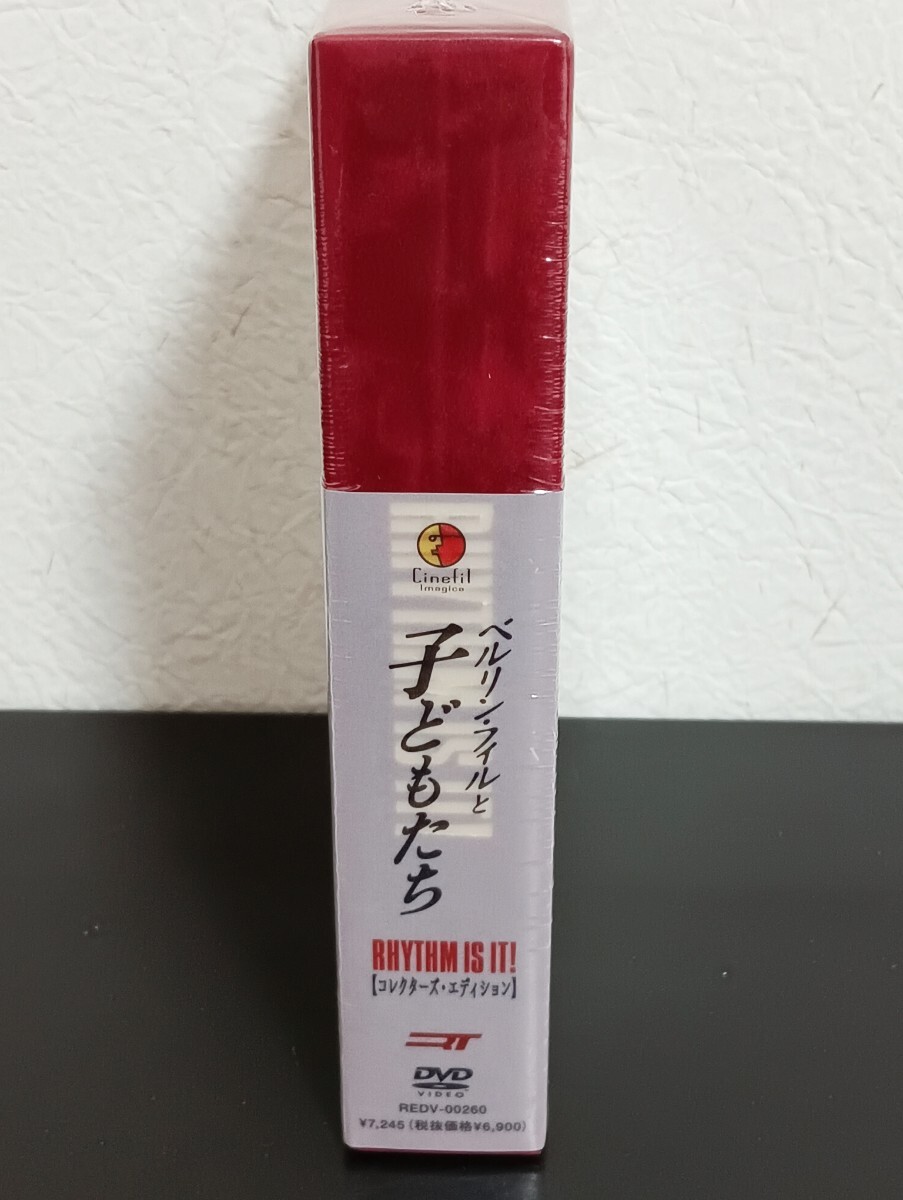 Cinefil
Imagica
ベルリン・フィルと
子どもたち
RHYTHM IS IT!
【コレクターズ・エディション】
RT
DVD
VIDEO
REDV-00260
¥7,245(税抜価格¥6,900)